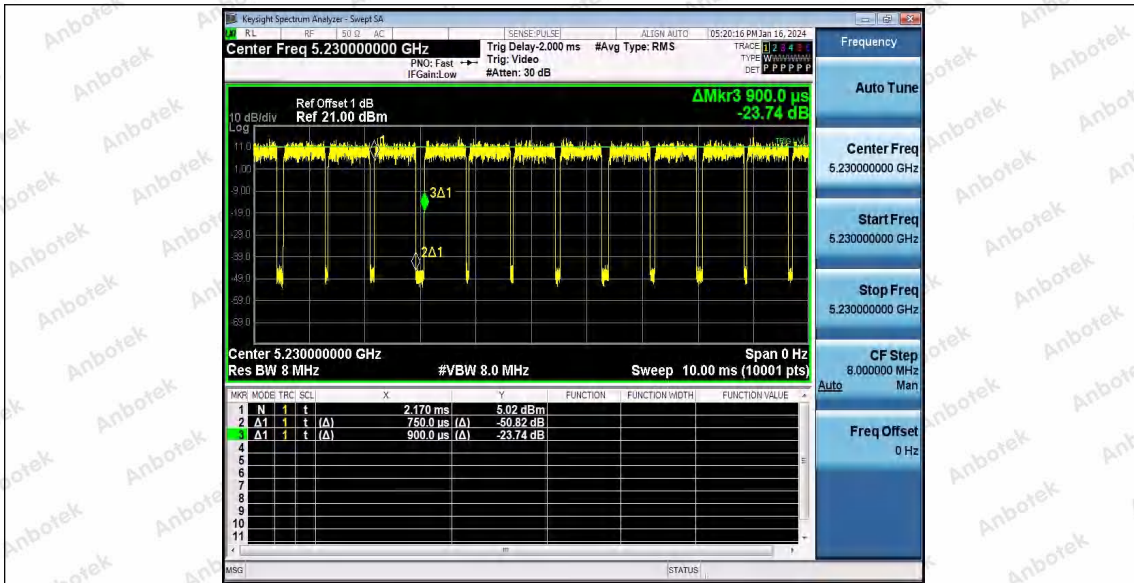 Keysight Spectrum Analyzer - Swept SA
RL RF 50 Ω AC SENSE:PULSE ALIGN AUTO 05:20:16 PM Jan 16, 2024
Center Freq 5.230000000 GHz
PNO: Fast
IFGain:Low
Trig Delay-2.000 ms
Trig: Video
#Atten: 30 dB
#Avg Type: RMS
TRACE 1 2 3 4 5 6
TYPE WWWWWW
DET P P P P P P
ΔMkr3 900.0 µs
-23.74 dB
Ref Offset 1 dB
10 dB/div Ref 21.00 dBm
Log
11.0
1.00
-9.00
-19.0
-29.0
-39.0
-49.0
-59.0
-69.0
1
3Δ1
2Δ1
Center 5.230000000 GHz Span 0 Hz
Res BW 8 MHz #VBW 8.0 MHz Sweep 10.00 ms (10001 pts)
MKR MODE TRC SCL X Y FUNCTION FUNCTION WIDTH FUNCTION VALUE
1 N 1 t 2.170 ms 5.02 dBm
2 Δ1 1 t (Δ) 750.0 µs (Δ) -50.82 dB
3 Δ1 1 t (Δ) 900.0 µs (Δ) -23.74 dB
4
5
6
7
8
9
10
11
MSG STATUS
Frequency
Auto Tune
Center Freq
5.230000000 GHz
Start Freq
5.230000000 GHz
Stop Freq
5.230000000 GHz
CF Step
8.000000 MHz
Auto Man
Freq Offset
0 Hz
Anbotek